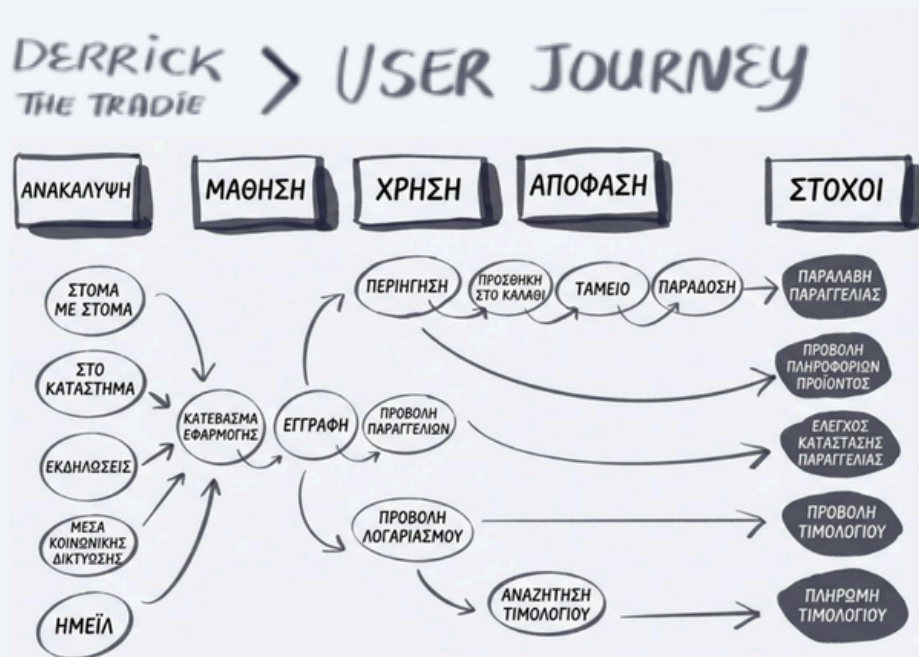 DERRICK
THE TRADIE
> USER JOURNEY
ΑΝΑΚΑΛΥΨΗ
ΜΑΘΗΣΗ
ΧΡΗΣΗ
ΑΠΟΦΑΣΗ
ΣΤΟΧΟΙ
ΣΤΟΜΑ
ΜΕ ΣΤΟΜΑ
ΣΤΟ
ΚΑΤΑΣΤΗΜΑ
ΕΚΔΗΛΩΣΕΙΣ
ΜΕΣΑ
ΚΟΙΝΩΝΙΚΗΣ
ΔΙΚΤΥΩΣΗΣ
ΗΜΕΪΛ
ΚΑΤΕΒΑΣΜΑ
ΕΦΑΡΜΟΓΗΣ
ΕΓΓΡΑΦΗ
ΠΕΡΙΗΓΗΣΗ
ΠΡΟΣΘΗΚΗ
ΣΤΟ ΚΑΛΑΘΙ
ΤΑΜΕΙΟ
ΠΑΡΑΔΟΣΗ
ΠΡΟΒΟΛΗ
ΠΑΡΑΓΓΕΛΙΩΝ
ΠΡΟΒΟΛΗ
ΛΟΓΑΡΙΑΣΜΟΥ
ΑΝΑΖΗΤΗΣΗ
ΤΙΜΟΛΟΓΙΟΥ
ΠΑΡΑΛΑΒΗ
ΠΑΡΑΓΓΕΛΙΑΣ
ΠΡΟΒΟΛΗ
ΠΛΗΡΟΦΟΡΙΩΝ
ΠΡΟΪΟΝΤΟΣ
ΕΛΕΓΧΟΣ
ΚΑΤΑΣΤΑΣΗΣ
ΠΑΡΑΓΓΕΛΙΑΣ
ΠΡΟΒΟΛΗ
ΤΙΜΟΛΟΓΙΟΥ
ΠΛΗΡΩΜΗ
ΤΙΜΟΛΟΓΙΟΥ